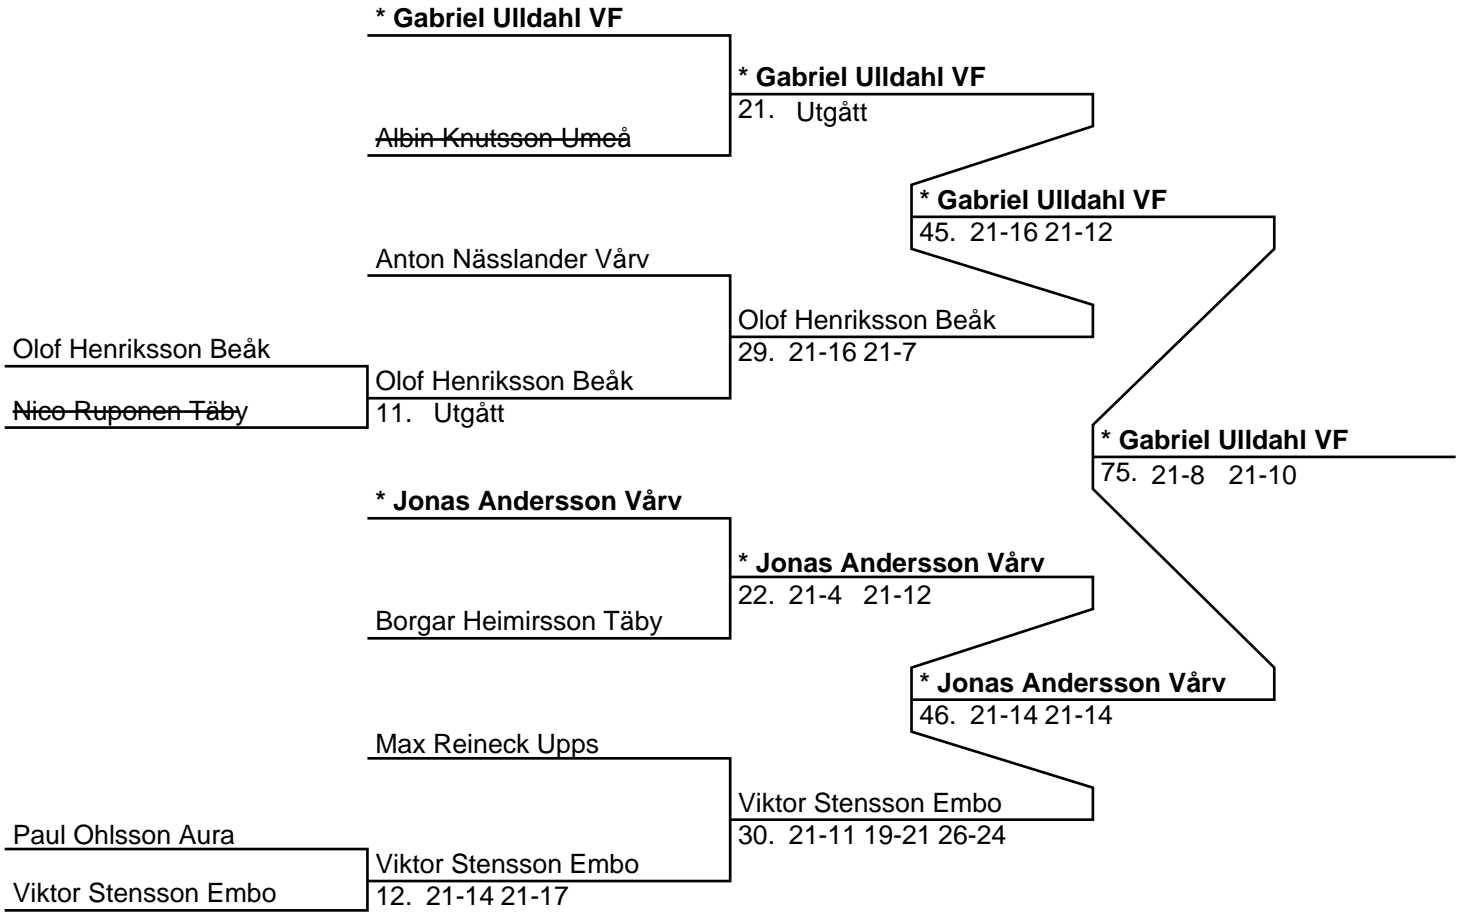 * Gabriel Ulldahl VF
* Gabriel Ulldahl VF
21. Utgått
Albin Knutsson Umeå
* Gabriel Ulldahl VF
45. 21-16 21-12
Anton Nässlander Vårv
Olof Henriksson Beåk
29. 21-16 21-7
Olof Henriksson Beåk
Olof Henriksson Beåk
11. Utgått
Nico Ruponen Täby
* Gabriel Ulldahl VF
75. 21-8 21-10
* Jonas Andersson Vårv
* Jonas Andersson Vårv
22. 21-4 21-12
Borgar Heimirsson Täby
* Jonas Andersson Vårv
46. 21-14 21-14
Max Reineck Upps
Viktor Stensson Embo
30. 21-11 19-21 26-24
Paul Ohlsson Aura
Viktor Stensson Embo
12. 21-14 21-17
Viktor Stensson Embo